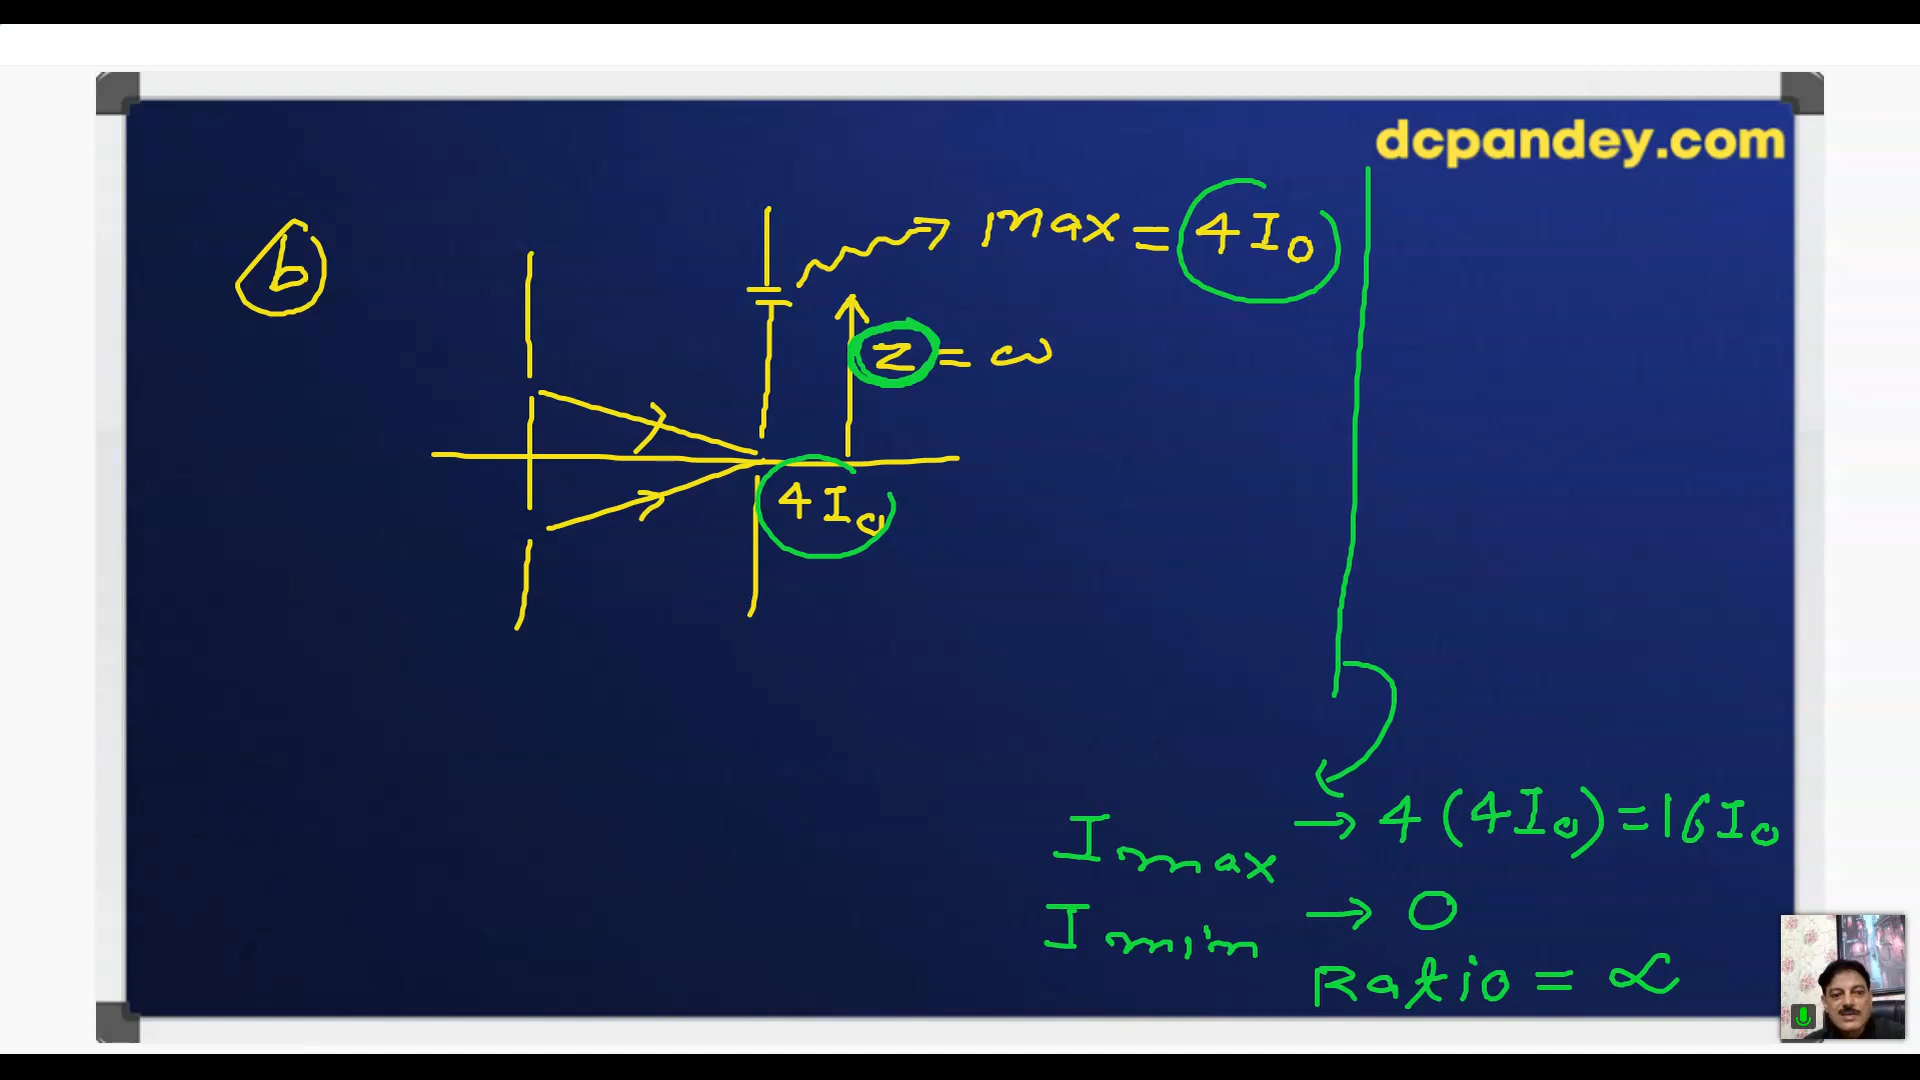 dcpandey.com
b
max = 4I0
z = ω
4I0
Imax → 4(4I0) = 16I0
Imin → 0
Ratio = ∝